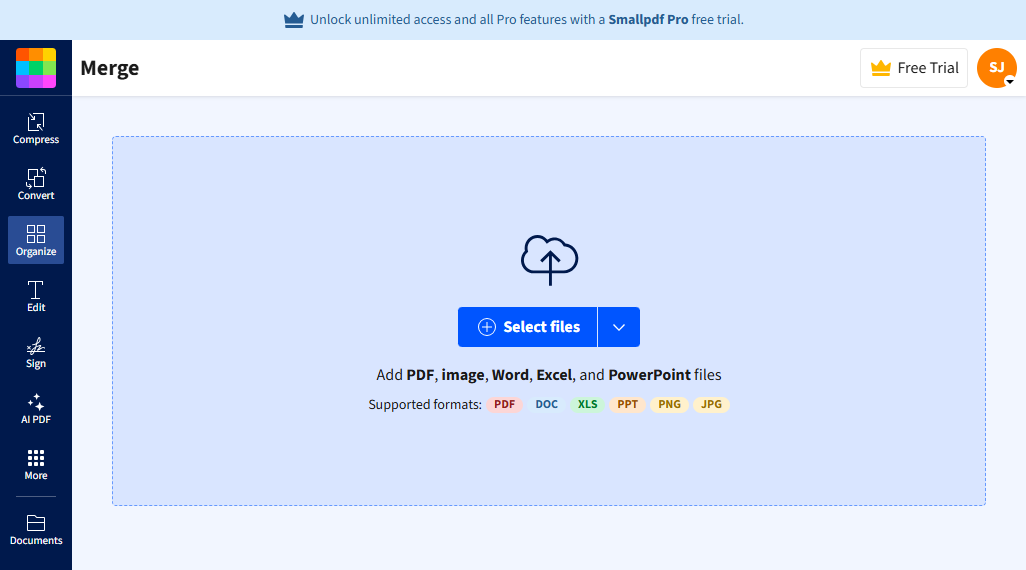 Unlock unlimited access and all Pro features with a Smallpdf Pro free trial.
Merge
Free Trial
SJ
Compress
Convert
Organize
Edit
Sign
AI PDF
More
Documents
Select files
Add PDF, image, Word, Excel, and PowerPoint files
Supported formats: PDF DOC XLS PPT PNG JPG